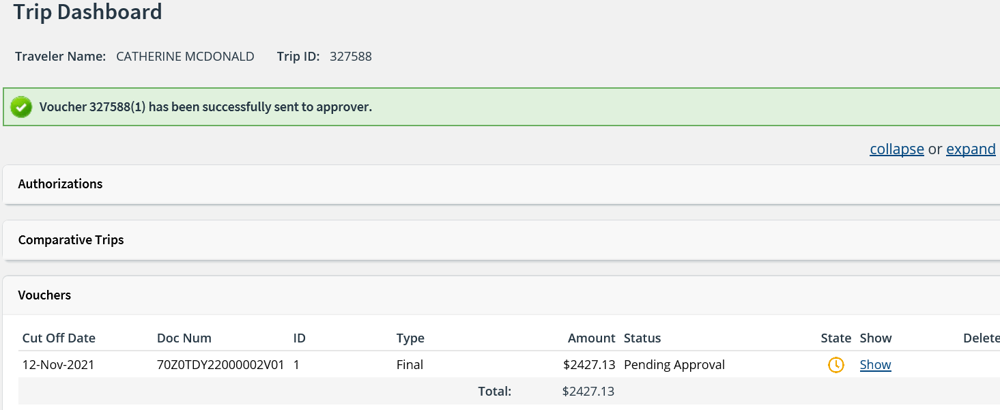 Trip Dashboard
Traveler Name: CATHERINE MCDONALD Trip ID: 327588
Voucher 327588(1) has been successfully sent to approver.
collapse or expand
Authorizations
Comparative Trips
Vouchers
Cut Off Date Doc Num ID Type Amount Status State Show Delete
12-Nov-2021 70Z0TDY22000002V01 1 Final $2427.13 Pending Approval Show
Total: $2427.13